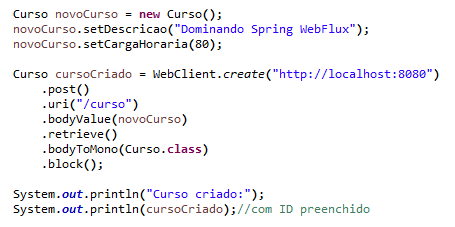 Curso novoCurso = new Curso();
novoCurso.setDescricao("Dominando Spring WebFlux");
novoCurso.setCargaHoraria(80);
Curso cursoCriado = WebClient.create("http://localhost:8080")
.post()
.uri("/curso")
.bodyValue(novoCurso)
.retrieve()
.bodyToMono(Curso.class)
.block();
System.out.println("Curso criado:");
System.out.println(cursoCriado);//com ID preenchido